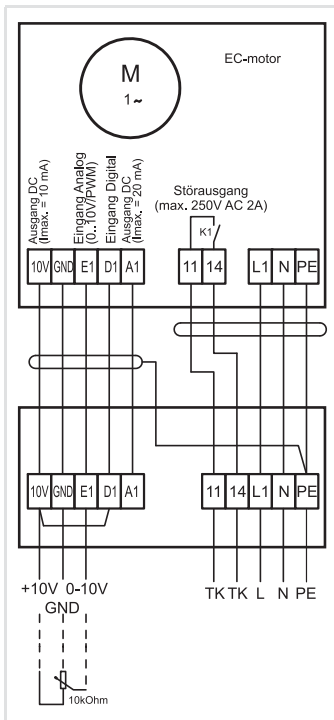 M
1~
EC-motor
Ausgang DC
(Imax. = 10 mA)
Eingang Analog
(0..10V/PWM)
Eingang Digital
Ausgang DC
(Imax. = 20 mA)
Störausgang
(max. 250V AC 2A)
K1
10V GND E1 D1 A1 11 14 L1 N PE
10V GND E1 D1 A1 11 14 L1 N PE
+10V 0-10V TK TK L N PE
GND
10kOhm